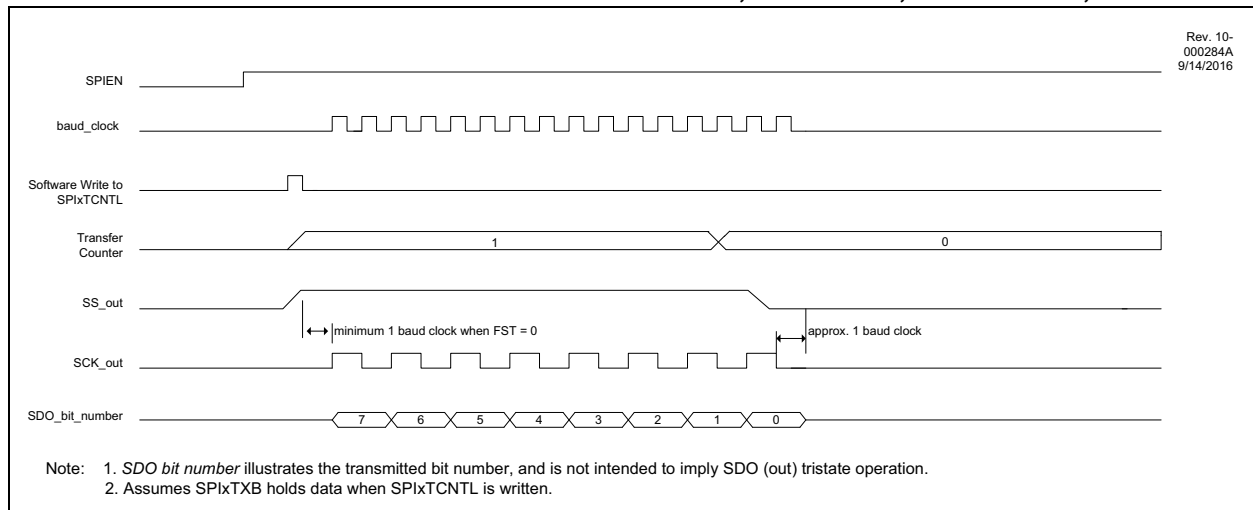 Rev. 10-
000284A
9/14/2016
SPIEN
baud_clock
Software Write to
SPIxTCNTL
Transfer
Counter
1
0
SS_out
minimum 1 baud clock when FST = 0
approx. 1 baud clock
SCK_out
SDO_bit_number
7 6 5 4 3 2 1 0
Note: 1. SDO bit number illustrates the transmitted bit number, and is not intended to imply SDO (out) tristate operation.
2. Assumes SPIxTXB holds data when SPIxTCNTL is written.